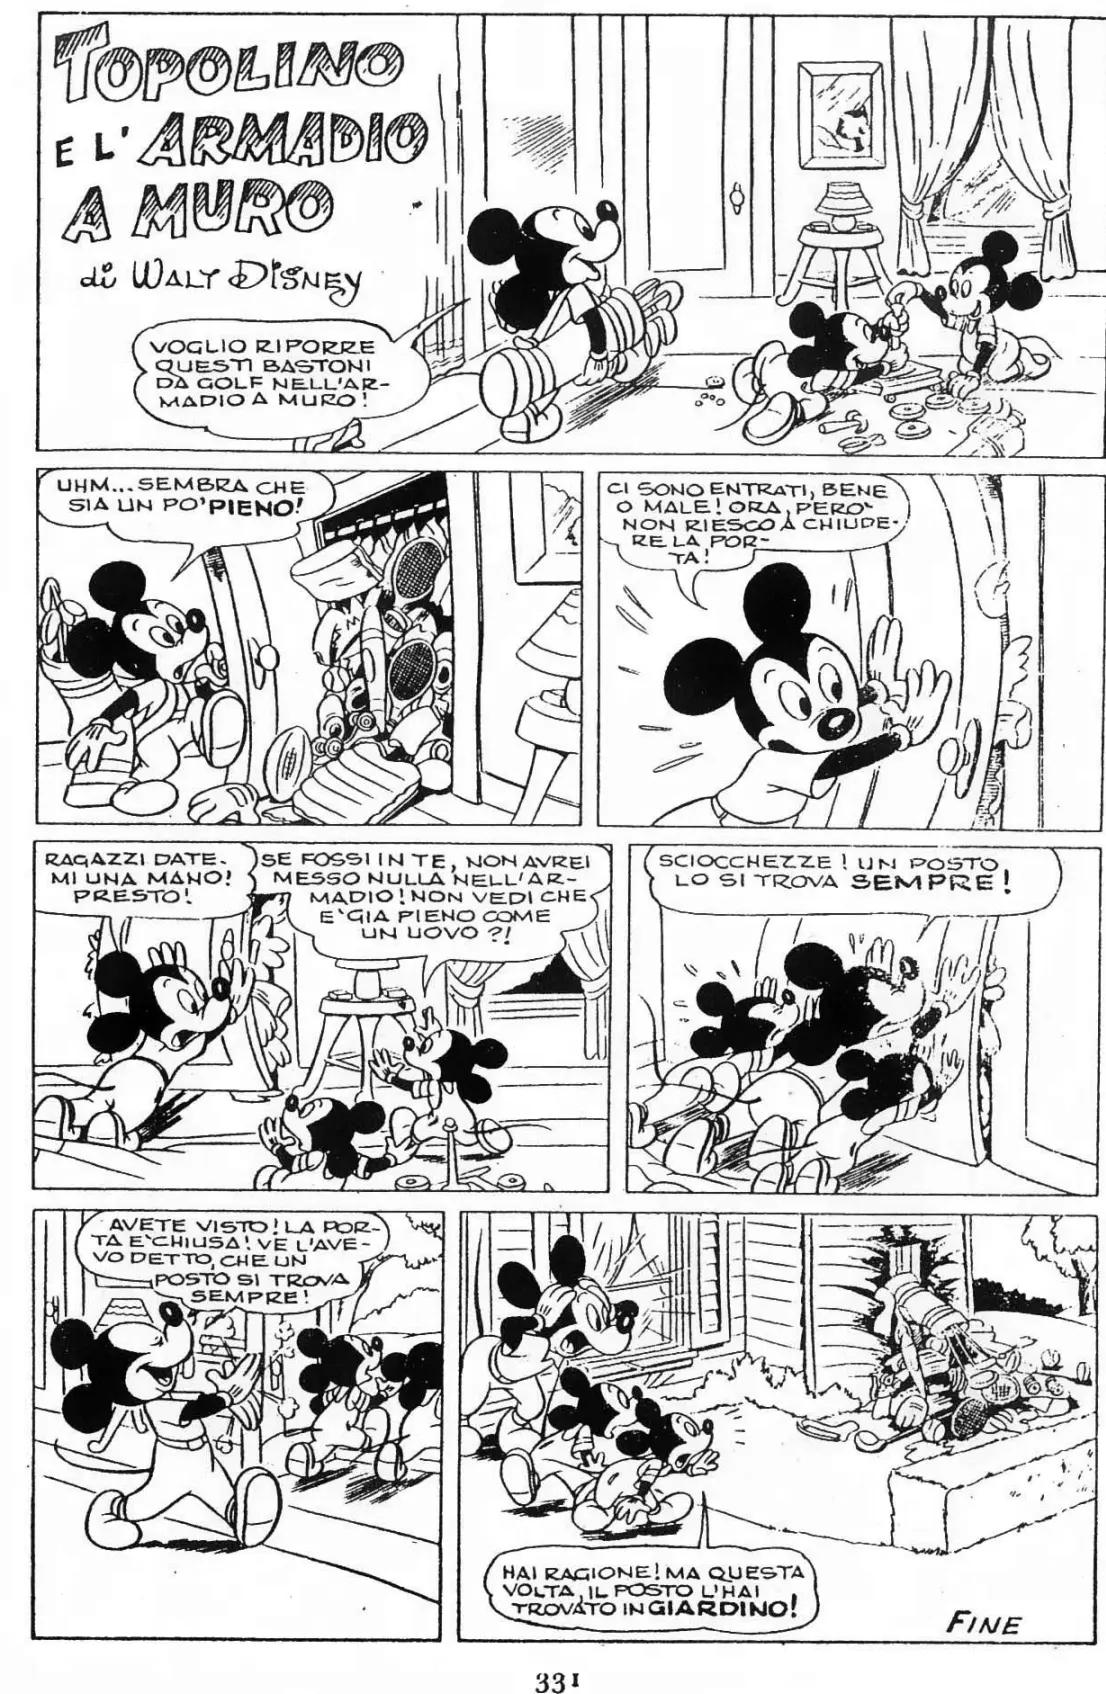 TOPOLINO
E L'ARMADIO
A MURO
di WALT DISNEY
VOGLIO RIPORRE
QUESTI BASTONI
DA GOLF NELL'AR-
MADIO A MURO!
UHM... SEMBRA CHE
SIA UN PO' PIENO!
CI SONO ENTRATI, BENE
O MALE! ORA, PERO'
NON RIESCO A CHIUDE-
RE LA POR-
TA!
RAGAZZI DATE-
MI UNA MANO!
PRESTO!
SE FOSSI IN TE, NON AVREI
MESSO NULLA NELL'AR-
MADIO! NON VEDI CHE
E' GIA PIENO COME
UN UOVO?!
SCIOCCHEZZE! UN POSTO
LO SI TROVA SEMPRE!
AVETE VISTO! LA POR-
TA E' CHIUSA! VE L'AVE-
VO DETTO, CHE UN
POSTO SI TROVA
SEMPRE!
HAI RAGIONE! MA QUESTA
VOLTA, IL POSTO L'HAI
TROVATO IN GIARDINO!
FINE
331